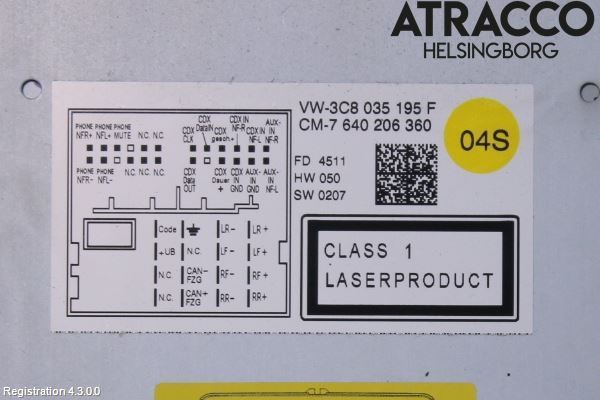 ATRACCO
HELSINGBORG
VW-3C8 035 195 F
CM-7 640 206 360
04S
FD 4511
HW 050
SW 0207
CLASS 1
LASERPRODUCT
PHONE PHONE PHONE
NFR+ NFL+ MUTE N.C. N.C.
CDX CLK
CDX DataIN
CDX gesch.+
CDX IN NF-R
CDX IN NF-L
AUX-IN NF-R
PHONE PHONE
NFR- NFL- N.C. N.C. N.C.
CDX Data OUT
CDX Dauer +
CDX IN GND
AUX-IN GND
AUX-IN NF-L
Code LR- LR+
+UB N.C. LF- LF+
N.C. CAN- FZG RF- RF+
N.C. CAN+ FZG RR- RR+
Registration 4.3.0.0